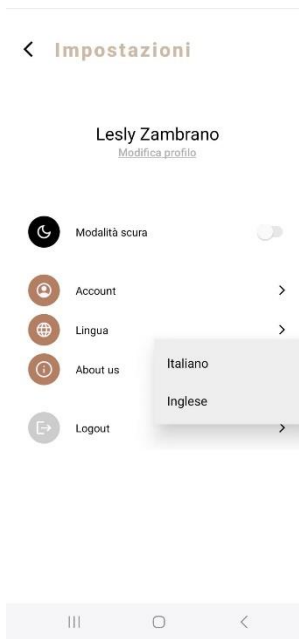 Impostazioni
Lesly Zambrano
Modifica profilo
Modalità scura
Account
Lingua
About us
Italiano
Inglese
Logout